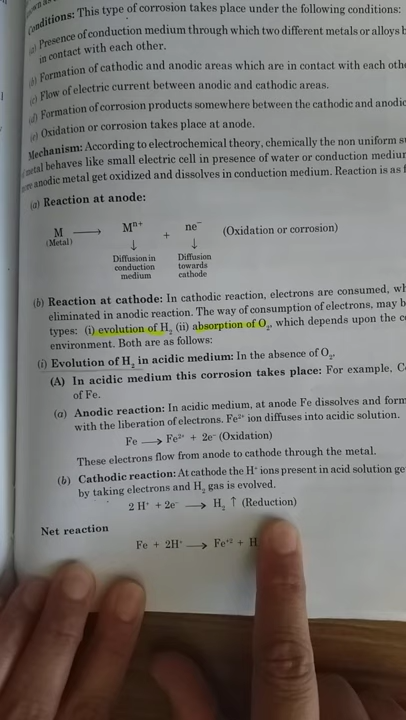 Conditions: This type of corrosion takes place under the following conditions:
(a) Presence of conduction medium through which two different metals or alloys
in contact with each other.
(b) Formation of cathodic and anodic areas which are in contact with each
(c) Flow of electric current between anodic and cathodic areas.
(d) Formation of corrosion products somewhere between the cathodic and
(e) Oxidation or corrosion takes place at anode.
Mechanism: According to electrochemical theory, chemically the non uniform
metal behaves like small electric cell in presence of water or conduction
anodic metal get oxidized and dissolves in conduction medium. Reaction is as
(a) Reaction at anode:
M ⟶ Mⁿ⁺ + ne⁻ (Oxidation or corrosion)
(Metal) ↓ ↓
Diffusion in Diffusion
conduction towards
medium cathode
(b) Reaction at cathode: In cathodic reaction, electrons are consumed,
eliminated in anodic reaction. The way of consumption of electrons, may
types: (i) evolution of H₂ (ii) absorption of O₂, which depends upon the
environment. Both are as follows:
(i) Evolution of H₂ in acidic medium: In the absence of O₂.
(A) In acidic medium this corrosion takes place: For example,
of Fe.
(a) Anodic reaction: In acidic medium, at anode Fe dissolves and
with the liberation of electrons. Fe²⁺ ion diffuses into acidic solution.
Fe ⟶ Fe²⁺ + 2e⁻ (Oxidation)
These electrons flow from anode to cathode through the metal.
(b) Cathodic reaction: At cathode the H⁺ ions present in acid solution
by taking electrons and H₂ gas is evolved.
2 H⁺ + 2e⁻ ⟶ H₂ ↑ (Reduction)
Net reaction
Fe + 2H⁺ ⟶ Fe⁺² + H